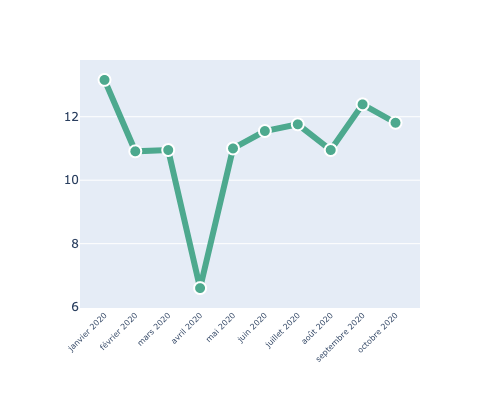 12
10
8
6
janvier 2020
février 2020
mars 2020
avril 2020
mai 2020
juin 2020
juillet 2020
août 2020
septembre 2020
octobre 2020